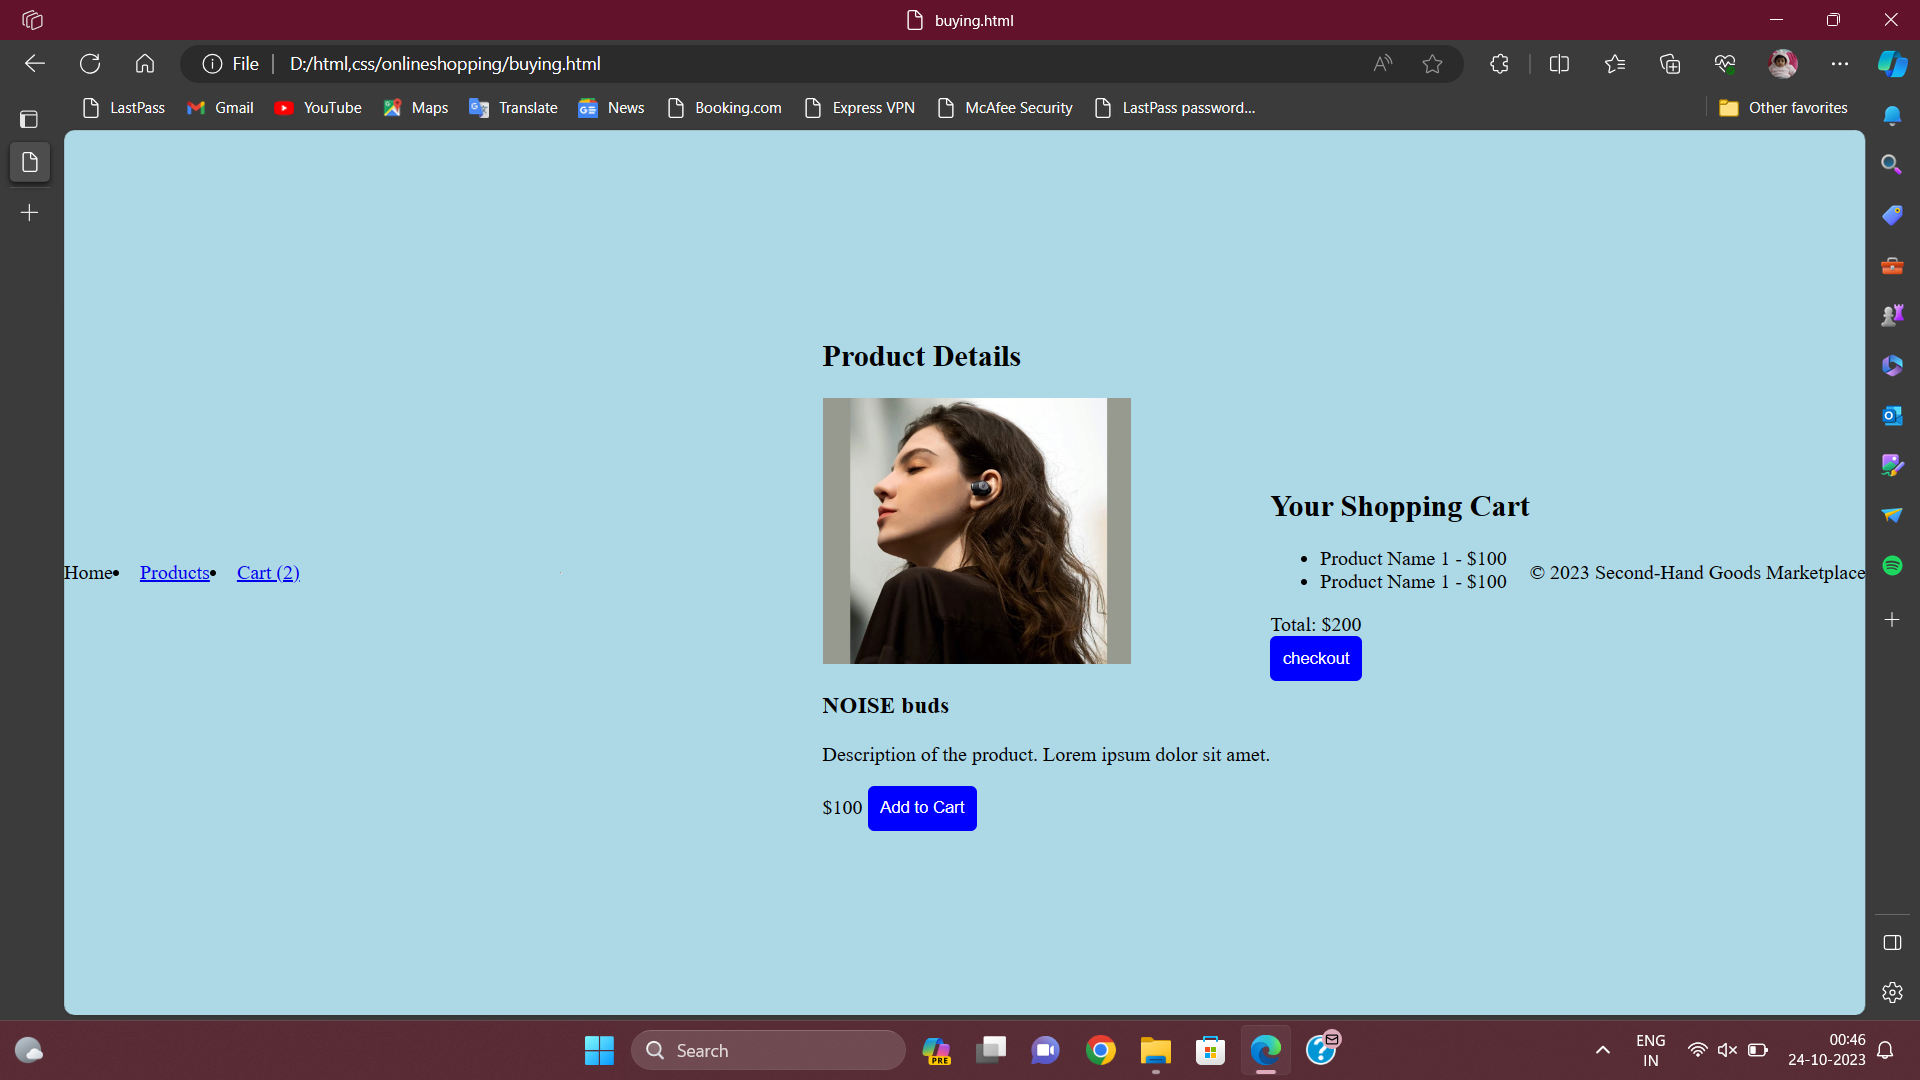 buying.html
File
D:/html,css/onlineshopping/buying.html
LastPass
Gmail
YouTube
Maps
Translate
News
Booking.com
Express VPN
McAfee Security
LastPass password...
Other favorites
Home
Products
Cart (2)
Product Details
NOISE buds
Description of the product. Lorem ipsum dolor sit amet.
$100
Add to Cart
Your Shopping Cart
Product Name 1 - $100
Product Name 1 - $100
Total: $200
checkout
© 2023 Second-Hand Goods Marketplace
Search
PRE
ENG
IN
00:46
24-10-2023